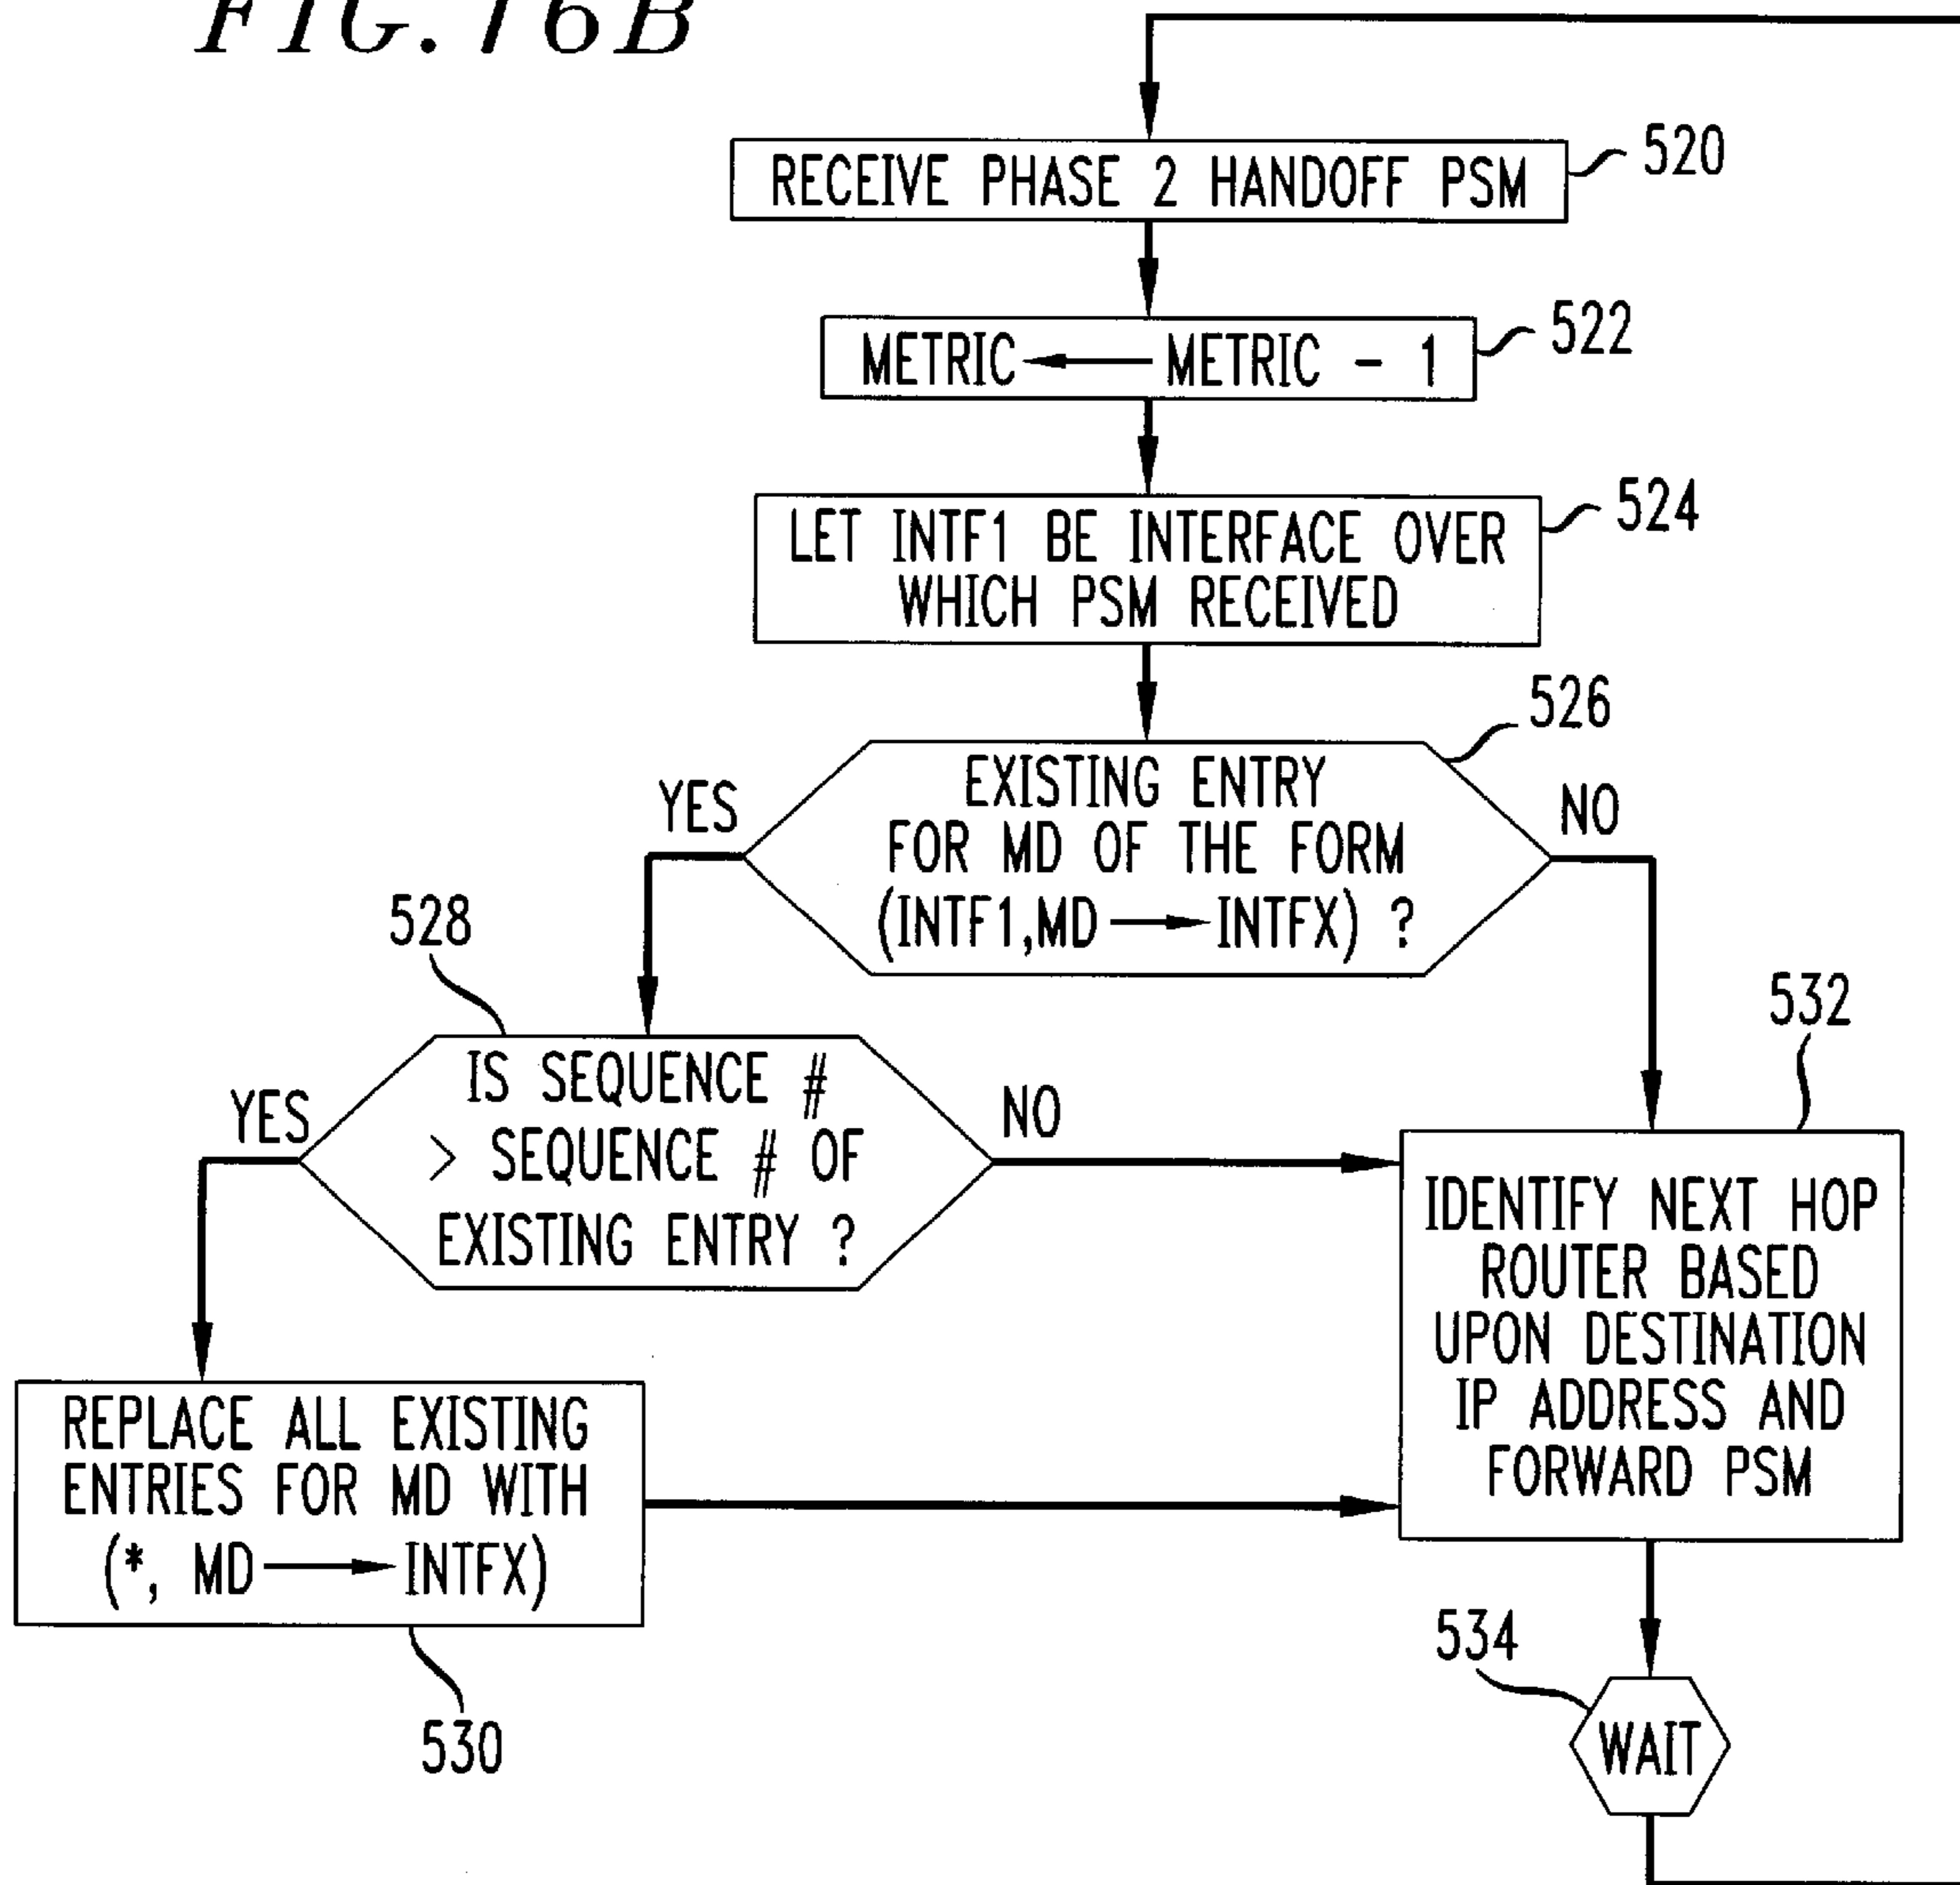 FIG. 16B
RECEIVE PHASE 2 HANDOFF PSM
520
METRIC ← METRIC - 1
522
LET INTF1 BE INTERFACE OVER
WHICH PSM RECEIVED
524
526
EXISTING ENTRY
FOR MD OF THE FORM
(INTF1,MD → INTFX) ?
YES
NO
528
IS SEQUENCE #
> SEQUENCE # OF
EXISTING ENTRY ?
YES
NO
532
IDENTIFY NEXT HOP
ROUTER BASED
UPON DESTINATION
IP ADDRESS AND
FORWARD PSM
REPLACE ALL EXISTING
ENTRIES FOR MD WITH
(*, MD → INTFX)
530
534
WAIT